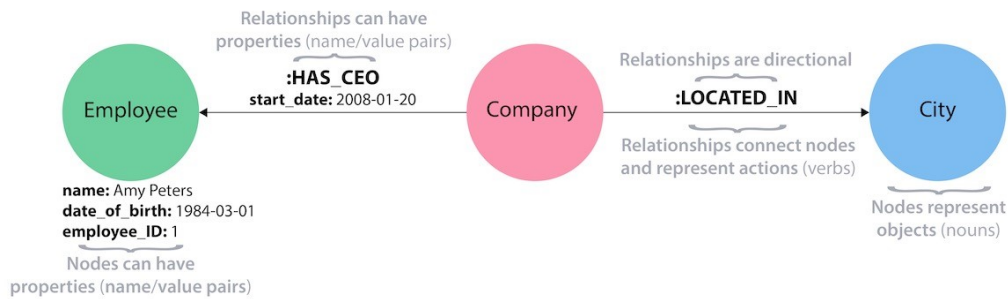 Relationships can have
properties (name/value pairs)
:HAS_CEO
start_date: 2008-01-20
Relationships are directional
:LOCATED_IN
Employee
Company
City
Relationships connect nodes
and represent actions (verbs)
name: Amy Peters
date_of_birth: 1984-03-01
employee_ID: 1
Nodes can have
properties (name/value pairs)
Nodes represent
objects (nouns)